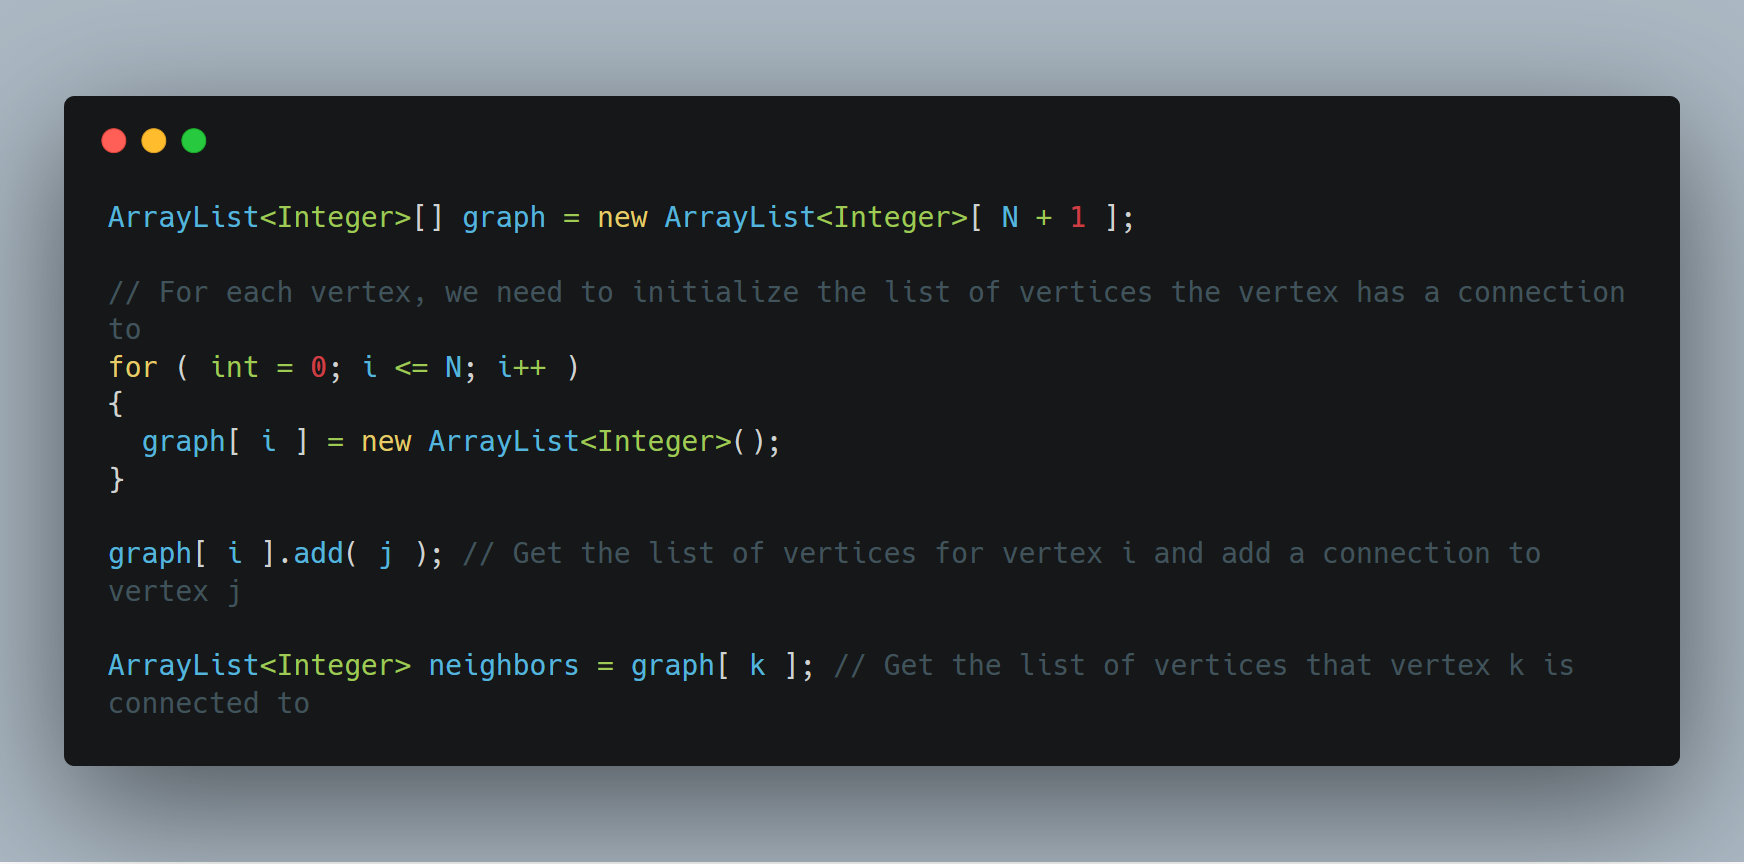 ArrayList<Integer>[] graph = new ArrayList<Integer>[ N + 1 ];
// For each vertex, we need to initialize the list of vertices the vertex has a connection
to
for ( int = 0; i <= N; i++ )
{
  graph[ i ] = new ArrayList<Integer>();
}
graph[ i ].add( j ); // Get the list of vertices for vertex i and add a connection to
vertex j
ArrayList<Integer> neighbors = graph[ k ]; // Get the list of vertices that vertex k is
connected to